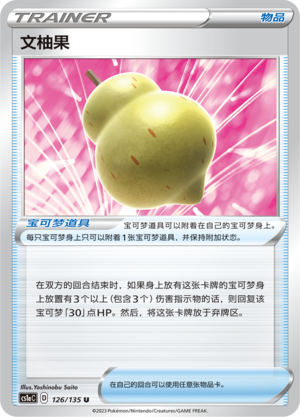 TRAINER 物品
文柚果
宝可梦道具 宝可梦道具可以附着在自己的宝可梦身上。
每只宝可梦身上只可以附着1张宝可梦道具，并保持附加状态。
在双方的回合结束时，如果身上放有这张卡牌的宝可梦身
上放置有3个以上（包含3个）伤害指示物的话，则回复该
宝可梦「30」点HP。然后，将这张卡牌放于弃牌区。
Illus.Yoshinobu Saito
CS1aC D 126/135 U
在自己的回合可以使用任意张物品卡。
©2023 Pokémon/Nintendo/Creatures/GAME FREAK.